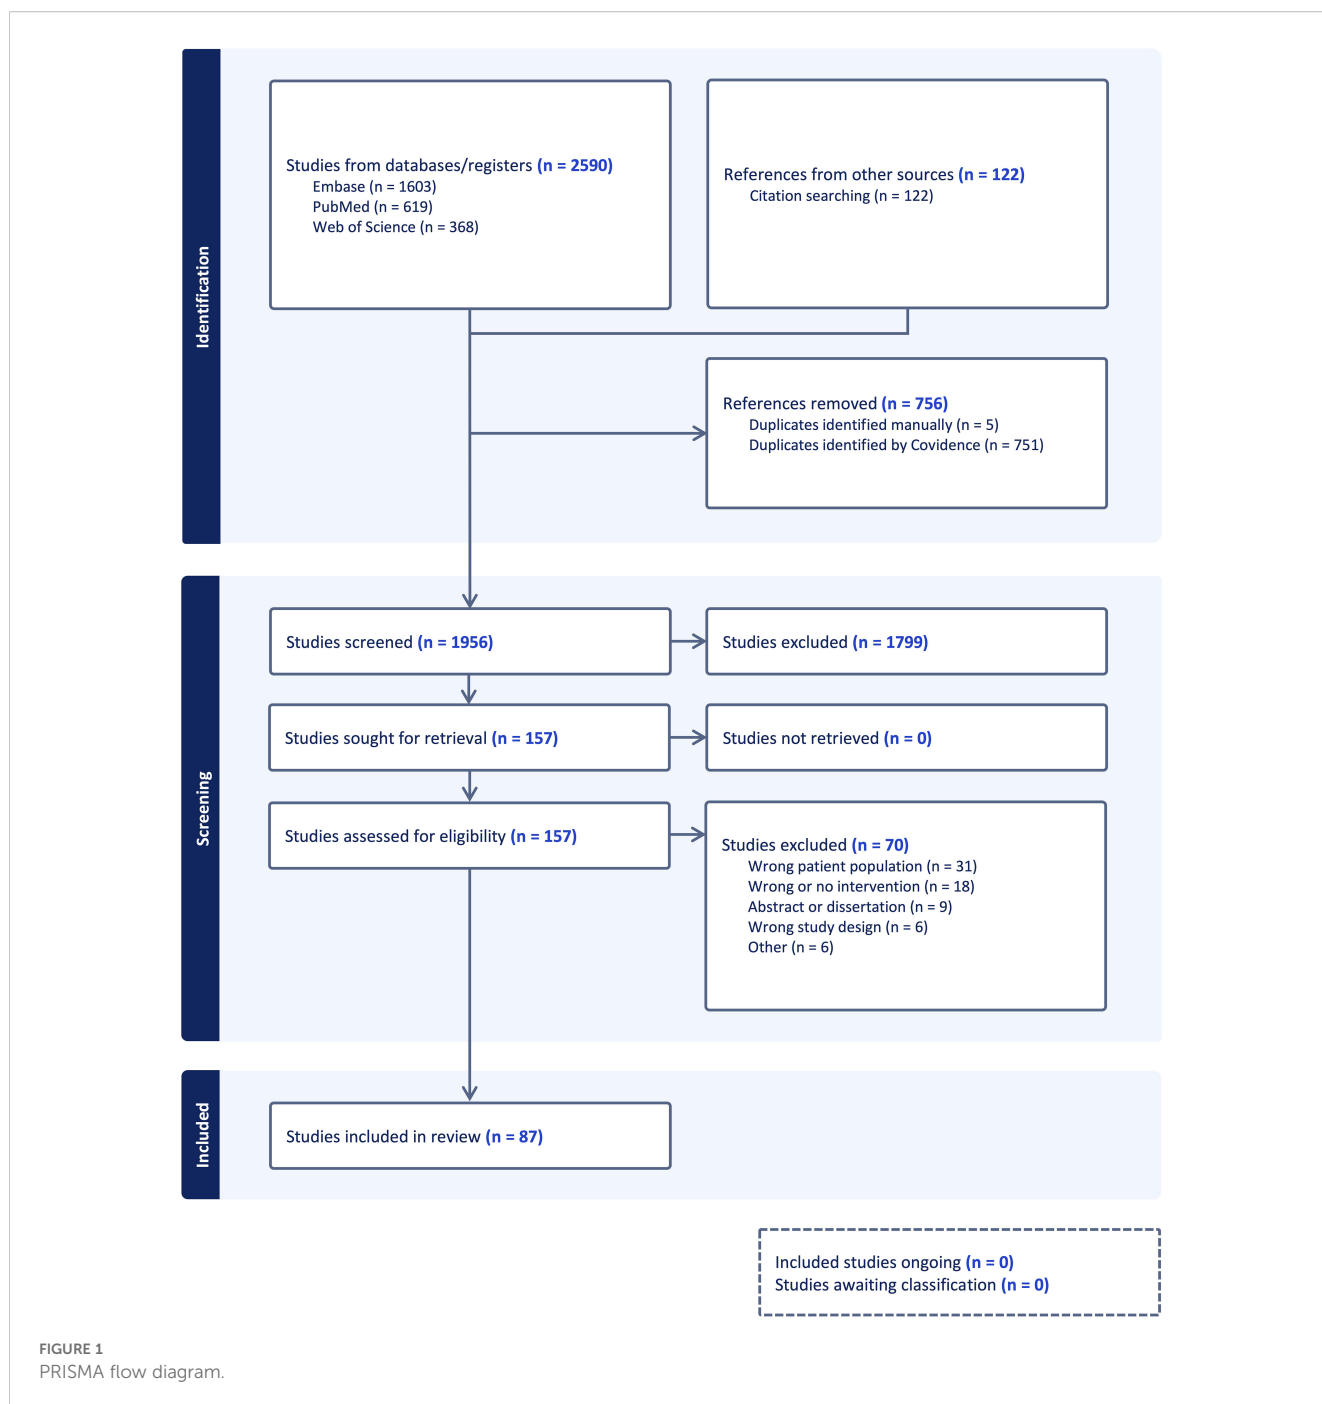 Identification
Studies from databases/registers (n = 2590)
Embase (n = 1603)
PubMed (n = 619)
Web of Science (n = 368)
References from other sources (n = 122)
Citation searching (n = 122)
References removed (n = 756)
Duplicates identified manually (n = 5)
Duplicates identified by Covidence (n = 751)
Screening
Studies screened (n = 1956)
Studies excluded (n = 1799)
Studies sought for retrieval (n = 157)
Studies not retrieved (n = 0)
Studies assessed for eligibility (n = 157)
Studies excluded (n = 70)
Wrong patient population (n = 31)
Wrong or no intervention (n = 18)
Abstract or dissertation (n = 9)
Wrong study design (n = 6)
Other (n = 6)
Included
Studies included in review (n = 87)
Included studies ongoing (n = 0)
Studies awaiting classification (n = 0)
FIGURE 1
PRISMA flow diagram.